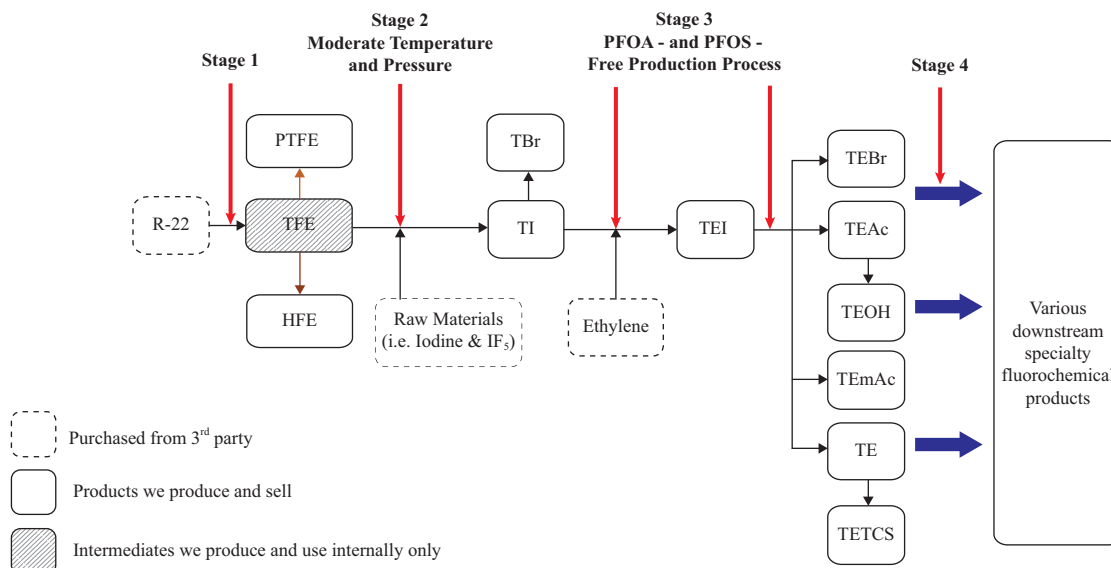 Stage 1
Stage 2
Moderate Temperature
and Pressure
Stage 3
PFOA - and PFOS -
Free Production Process
Stage 4
PTFE
TBr
TEBr
R-22
TFE
TI
TEI
TEAc
HFE
Raw Materials
(i.e. Iodine & IF₅)
Ethylene
TEOH
TEmAc
TE
TETCS
Various
downstream
specialty
fluorochemical
products
Purchased from 3rd party
Products we produce and sell
Intermediates we produce and use internally only